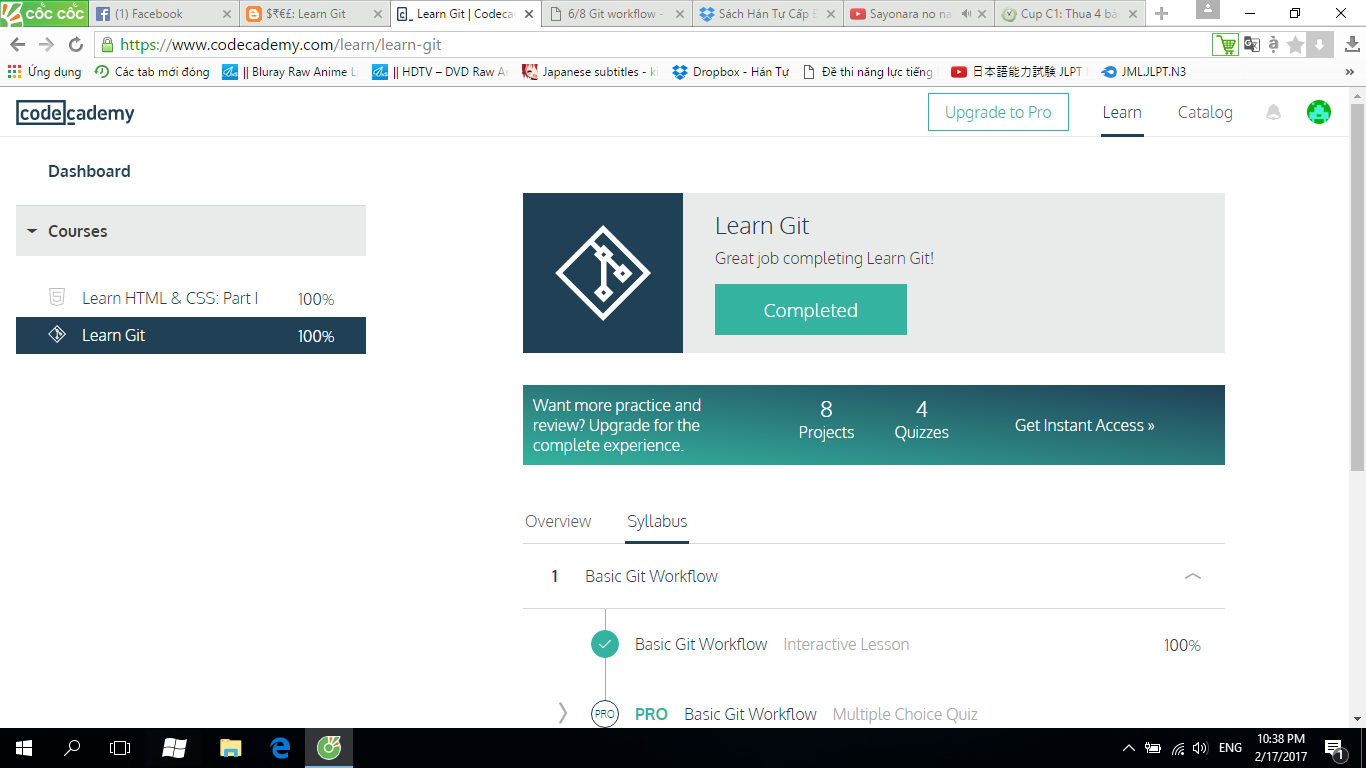 cốc cốc
(1) Facebook
$₹€£: Learn Git
Learn Git | Codeca
6/8 Git workflow -
Sách Hán Tự Cấp
Sayonara no na
Cup C1: Thua 4 bà
https://www.codecademy.com/learn/learn-git
Ứng dụng
Các tab mới đóng
|| Bluray Raw Anime L
|| HDTV – DVD Raw A
Japanese subtitles - ki
Dropbox - Hán Tự
Đề thi năng lực tiếng
日本語能力試験 JLPT
JML.JLPT.N3
»
codecademy
Upgrade to Pro
Learn
Catalog
Dashboard
Courses
Learn HTML & CSS: Part I 100%
Learn Git 100%
Learn Git
Great job completing Learn Git!
Completed
Want more practice and
review? Upgrade for the
complete experience.
8
Projects
4
Quizzes
Get Instant Access »
Overview
Syllabus
1 Basic Git Workflow
Basic Git Workflow Interactive Lesson 100%
PRO PRO Basic Git Workflow Multiple Choice Quiz
ENG
10:38 PM
2/17/2017
1